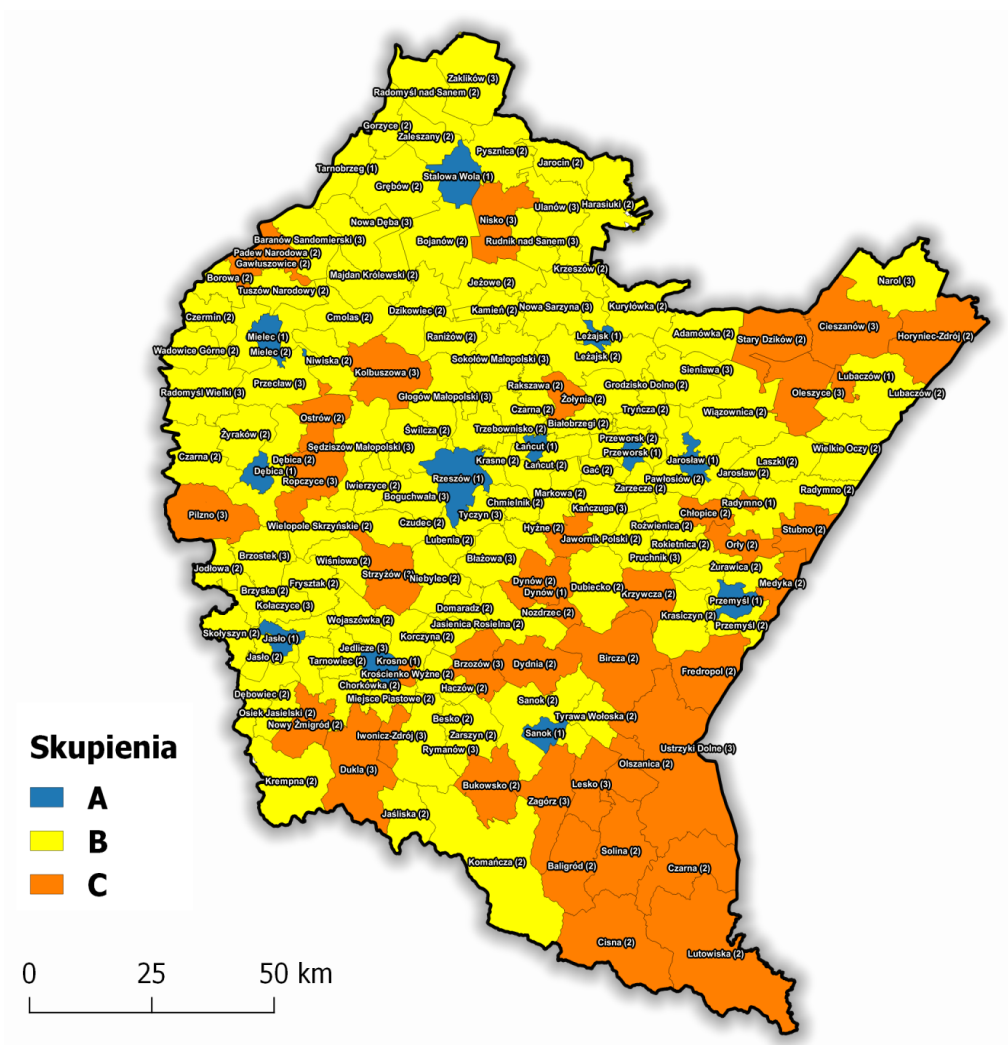 Zaklików (3)
Radomyśl nad Sanem (2)
Gorzyce (2)
Zaleszany (2)
Pysznica (2)
Jarocin (2)
Tarnobrzeg (1)
Stalowa Wola (1)
Grębów (2)
Ulanów (3)
Harasiuki (2)
Nowa Dęba (3)
Nisko (3)
Baranów Sandomierski (3)
Bojanów (2)
Rudnik nad Sanem (3)
Padew Narodowa (2)
Gawłuszowice (2)
Borowa (2)
Majdan Królewski (2)
Krzeszów (2)
Jeżowe (2)
Narol (3)
Tuszów Narodowy (2)
Czermin (2)
Cmolas (2)
Dzikowiec (2)
Kamień (2)
Nowa Sarzyna (3)
Kuryłówka (2)
Adamówka (2)
Cieszanów (3)
Horyniec-Zdrój (2)
Stary Dzików (2)
Mielec (1)
Mielec (2)
Raniżów (2)
Leżajsk (1)
Leżajsk (2)
Wadowice Górne (2)
Niwiska (2)
Kolbuszowa (3)
Sokołów Małopolski (3)
Sieniawa (3)
Lubaczów (1)
Lubaczów (2)
Oleszyce (3)
Radomyśl Wielki (3)
Przecław (3)
Głogów Małopolski (3)
Rakszawa (2)
Grodzisko Dolne (2)
Żołynia (2)
Czarna (2)
Tryńcza (2)
Wiązownica (2)
Ostrów (2)
Białobrzegi (2)
Trzebownisko (2)
Świlcza (2)
Żyraków (2)
Sędziszów Małopolski (3)
Przeworsk (2)
Przeworsk (1)
Łańcut (1)
Łańcut (2)
Krasne (2)
Wielkie Oczy (2)
Czarna (2)
Dębica (2)
Dębica (1)
Jarosław (1)
Jarosław (2)
Laszki (2)
Gać (2)
Pawłosiów (2)
Rzeszów (1)
Ropczyce (3)
Iwierzyce (2)
Zarzecze (2)
Radymno (2)
Radymno (1)
Boguchwała (3)
Chmielnik (2)
Markowa (2)
Kańczuga (3)
Chłopice (2)
Pilzno (3)
Tyczyn (3)
Wielopole Skrzyńskie (2)
Czudec (2)
Hyżne (2)
Roźwienica (2)
Stubno (2)
Lubenia (2)
Jawornik Polski (2)
Rokietnica (2)
Orły (2)
Pruchnik (3)
Brzostek (3)
Wiśniowa (2)
Błażowa (3)
Żurawica (2)
Jodłowa (2)
Strzyżów (3)
Niebylec (2)
Dynów (2)
Dynów (1)
Dubiecko (2)
Krzywcza (2)
Medyka (2)
Brzyska (2)
Frysztak (2)
Przemyśl (1)
Przemyśl (2)
Kołaczyce (3)
Domaradz (2)
Nozdrzec (2)
Krasiczyn (2)
Wojaszówka (2)
Jasienica Rosielna (2)
Skołyszyn (2)
Jasło (1)
Jasło (2)
Korczyna (2)
Jedlicze (3)
Tarnowiec (2)
Krosno (1)
Krościenko Wyżne (2)
Brzozów (3)
Dydnia (2)
Bircza (2)
Fredropol (2)
Chorkówka (2)
Haczów (2)
Dębowiec (2)
Miejsce Piastowe (2)
Sanok (2)
Osiek Jasielski (2)
Nowy Żmigród (2)
Besko (2)
Tyrawa Wołoska (2)
Iwonicz-Zdrój (3)
Zarszyn (2)
Sanok (1)
Rymanów (3)
Ustrzyki Dolne (3)
Olszanica (2)
Dukla (3)
Krempna (2)
Bukowsko (2)
Lesko (3)
Zagórz (3)
Jaśliska (2)
Solina (2)
Komańcza (2)
Baligród (2)
Czarna (2)
Cisna (2)
Lutowiska (2)
Skupienia
A
B
C
0 25 50 km